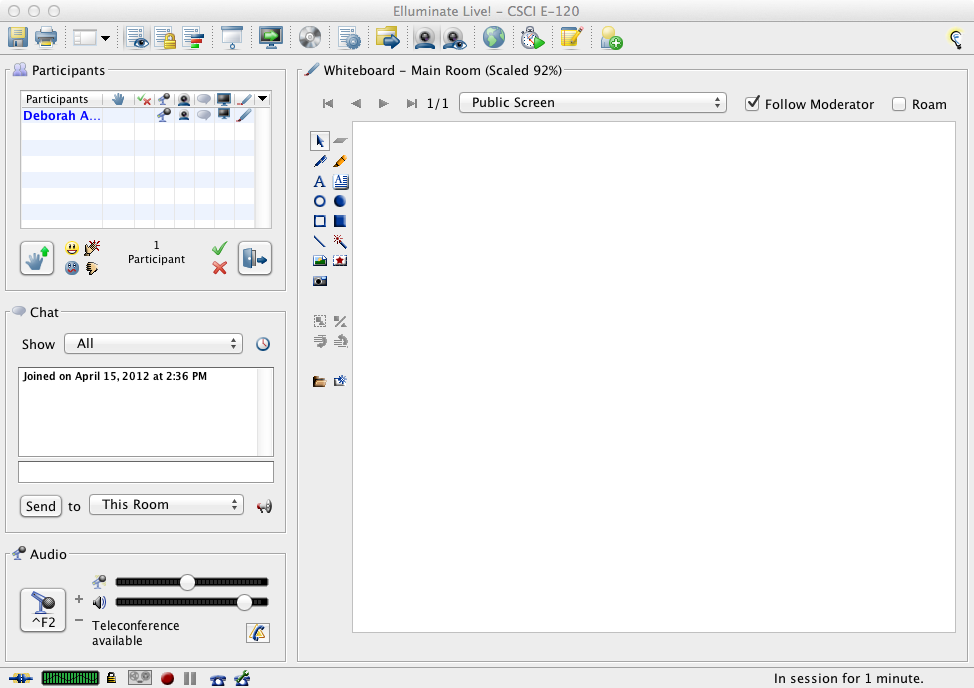 Elluminate Live! - CSCI E-120
Participants
Participants
Deborah A...
1
Participant
Chat
Show All
Joined on April 15, 2012 at 2:36 PM
Send to This Room
Audio
^F2
+
−
Teleconference
available
Whiteboard - Main Room (Scaled 92%)
1/1 Public Screen Follow Moderator Roam
A
A
In session for 1 minute.